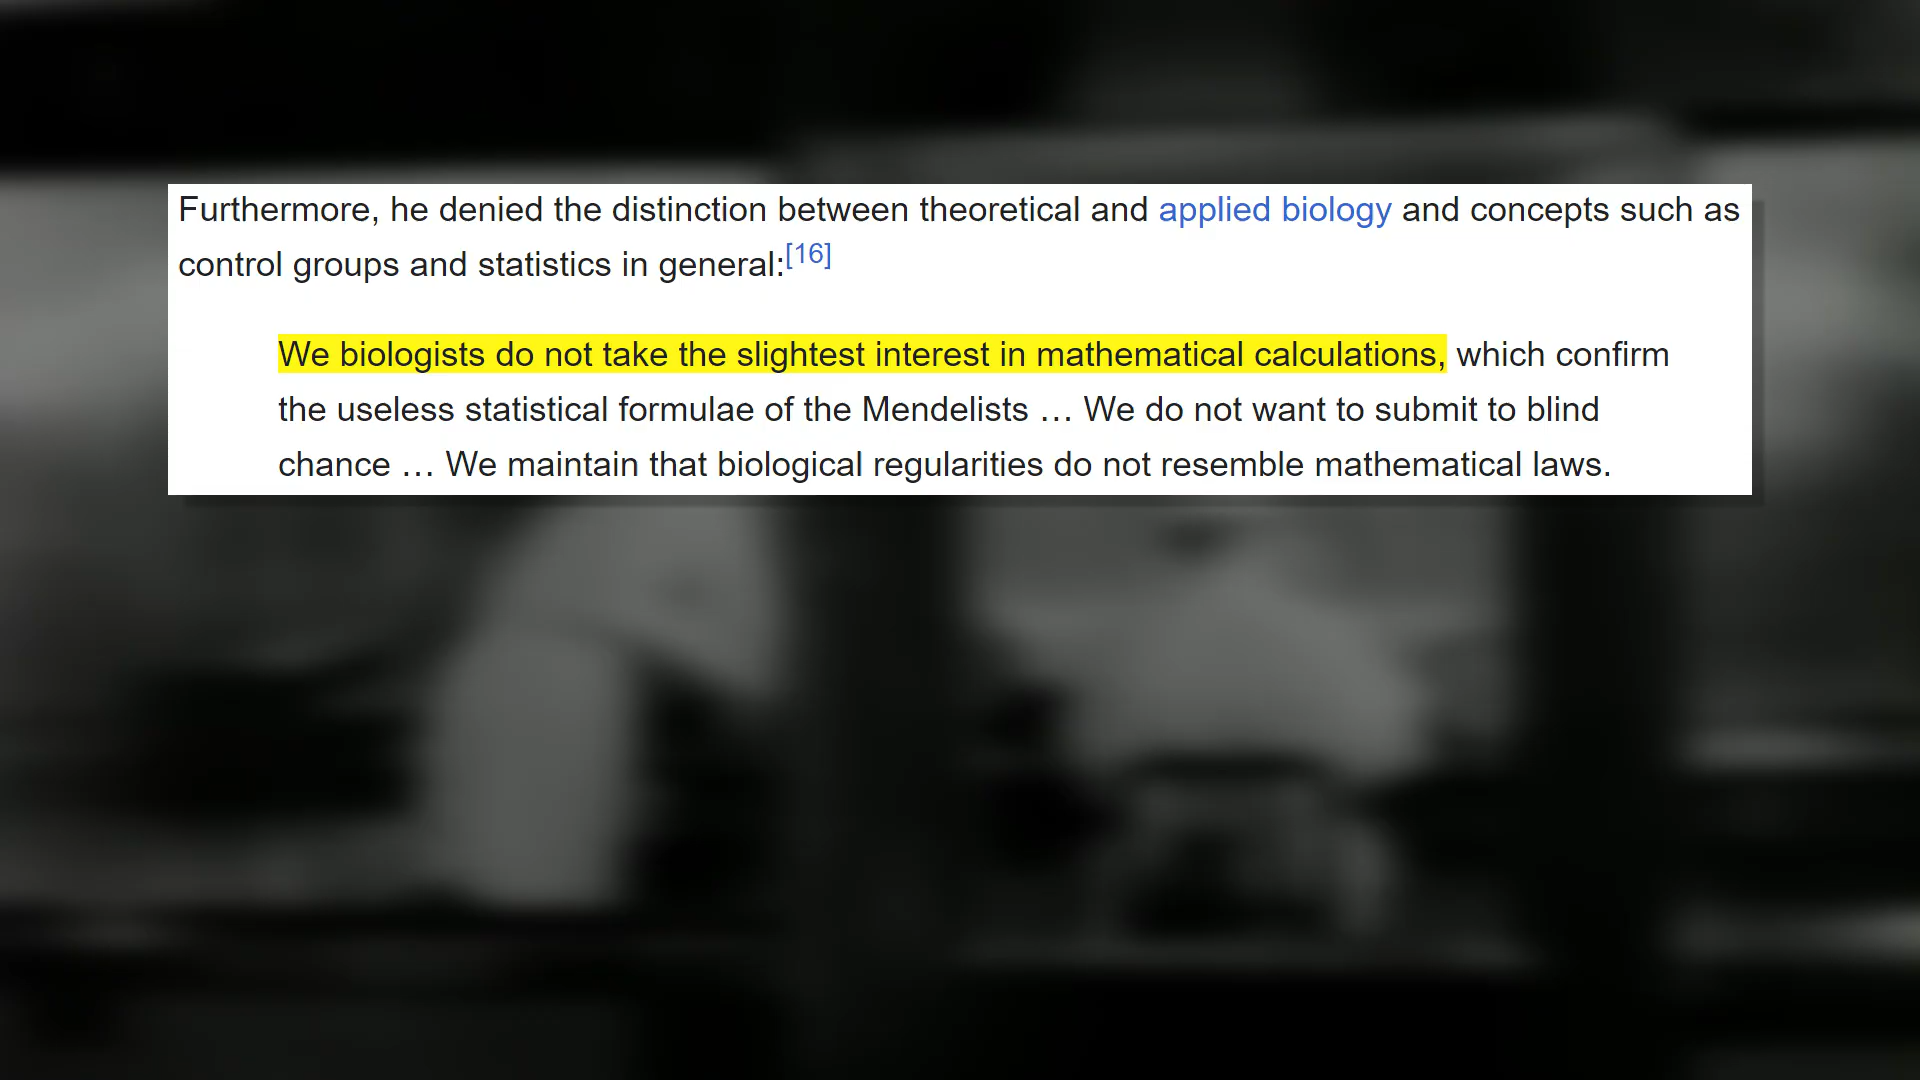 Furthermore, he denied the distinction between theoretical and applied biology and concepts such as
control groups and statistics in general:[16]
We biologists do not take the slightest interest in mathematical calculations, which confirm
the useless statistical formulae of the Mendelists … We do not want to submit to blind
chance … We maintain that biological regularities do not resemble mathematical laws.